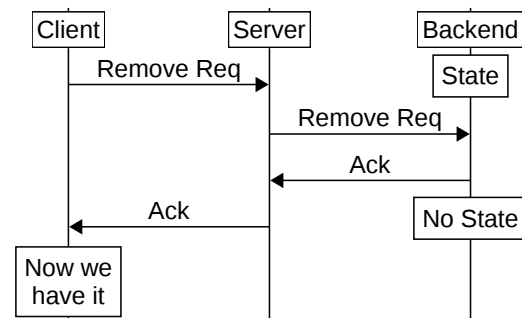 Client
Server
Backend
State
Remove Req
Remove Req
Ack
Ack
No State
Now we
have it